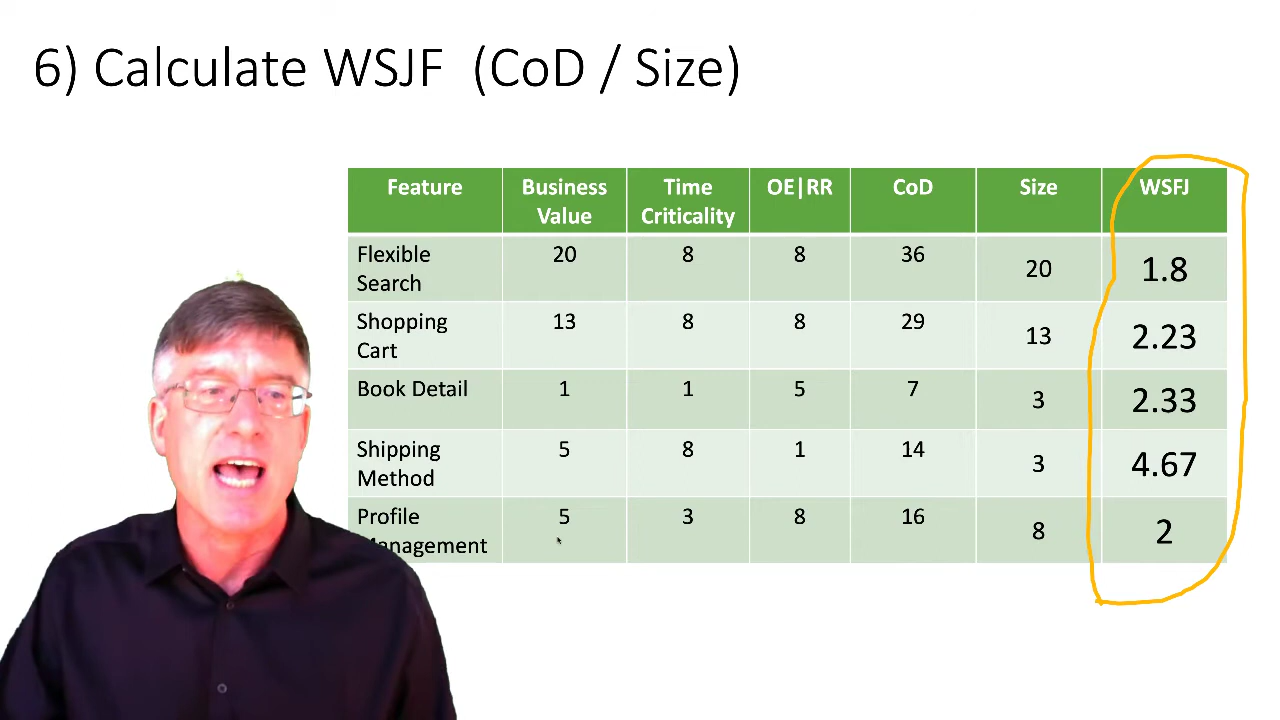 6) Calculate WSJF (CoD / Size)
Feature Business Value Time Criticality OE|RR CoD Size WSFJ
Flexible Search 20 8 8 36 20 1.8
Shopping Cart 13 8 8 29 13 2.23
Book Detail 1 1 5 7 3 2.33
Shipping Method 5 8 1 14 3 4.67
Profile Management 5 3 8 16 8 2